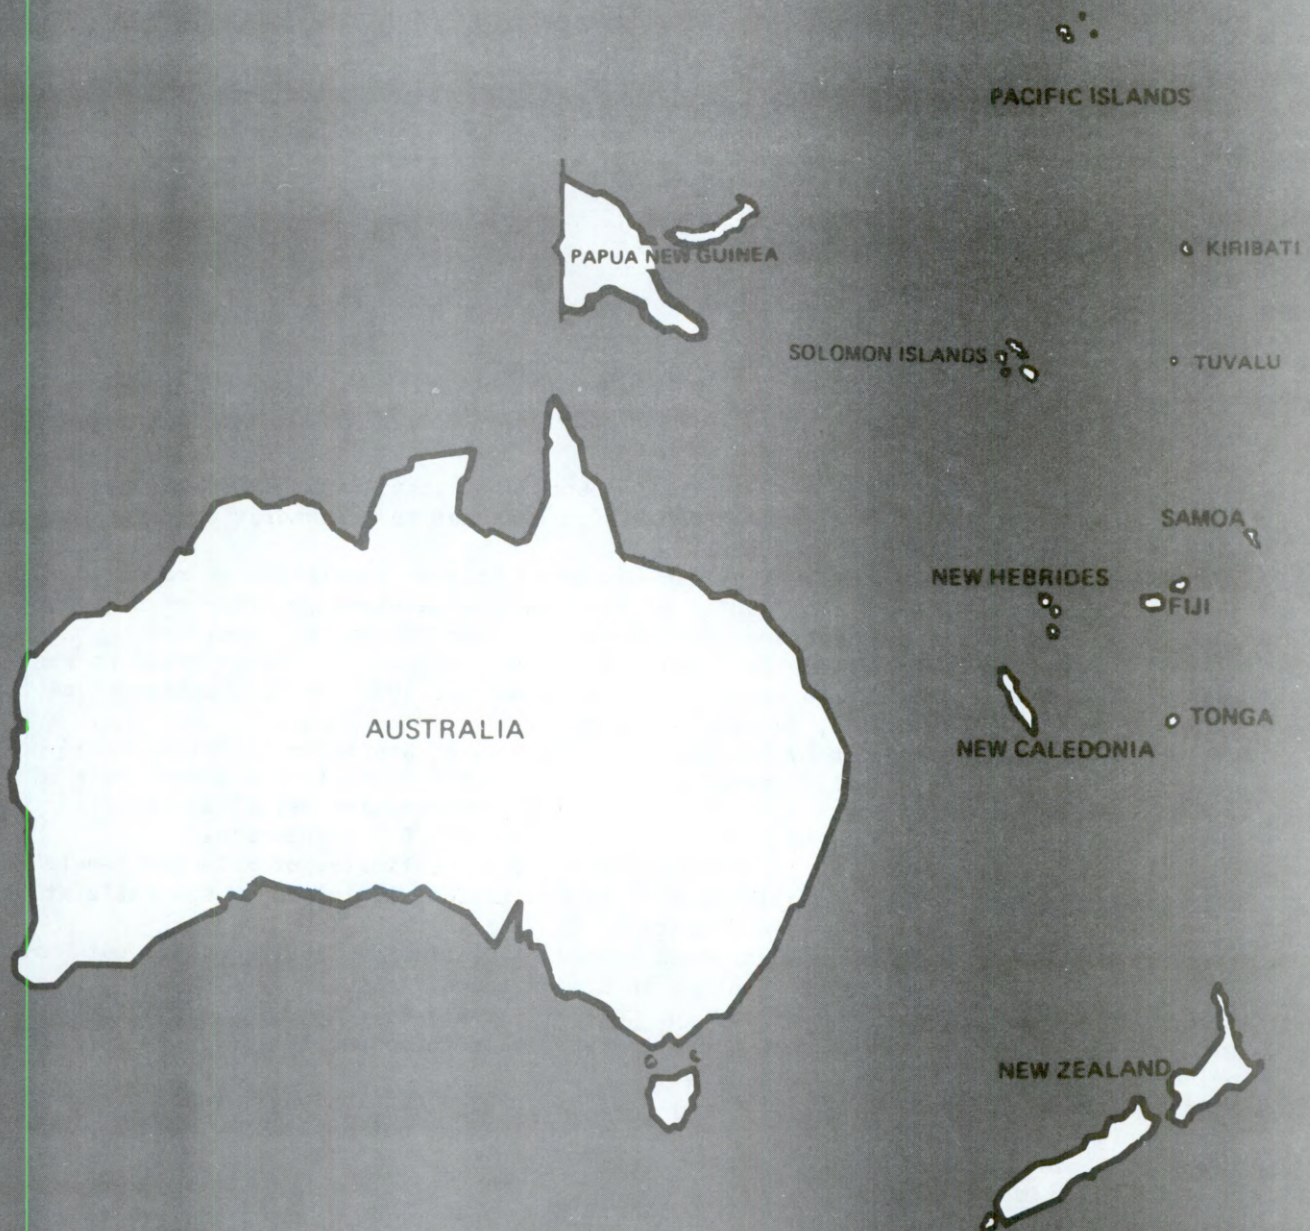 PACIFIC ISLANDS
PAPUA NEW GUINEA
KIRIBATI
SOLOMON ISLANDS
TUVALU
SAMOA
NEW HEBRIDES
FIJI
AUSTRALIA
TONGA
NEW CALEDONIA
NEW ZEALAND